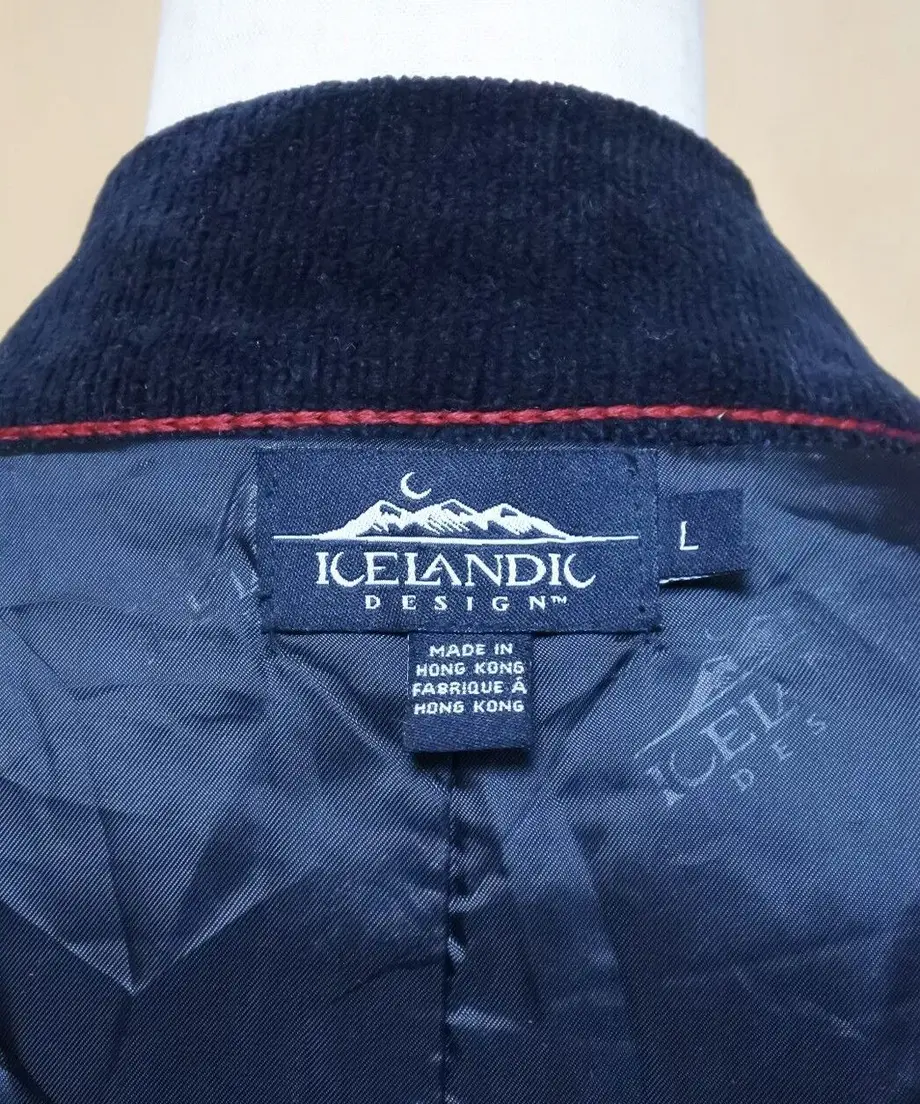 ICELANDIC
DESIGN™
L
MADE IN
HONG KONG
FABRIQUE Á
HONG KONG